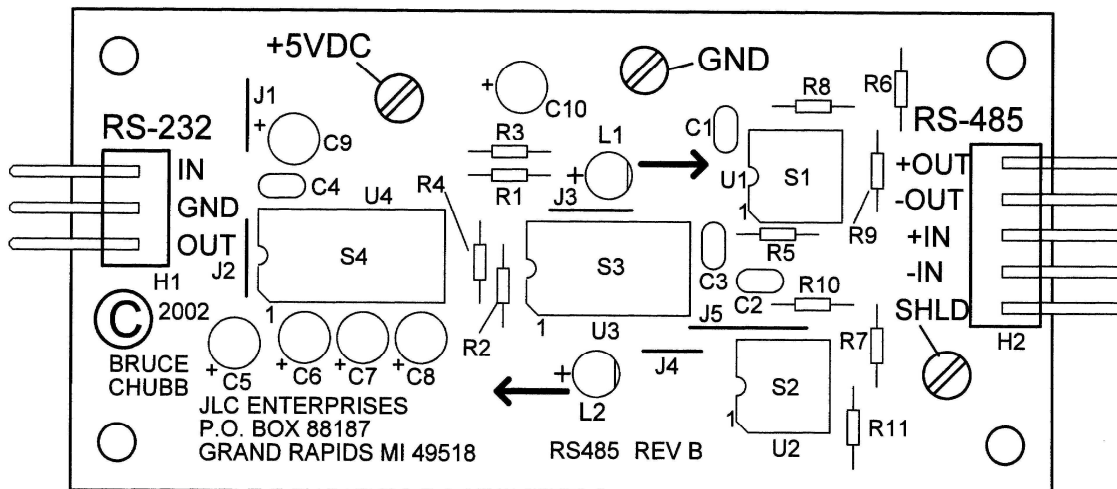 +5VDC
GND
J1
+
C9
RS-232
IN
GND
OUT
H1
C4
U4
S4
1
J2
R4
R2
+
C10
R3
R1
L1
+
J3
S3
1
U3
C1
U1
S1
1
R8
R6
R9
R5
C3
C2
R10
J5
J4
RS-485
+OUT
-OUT
+IN
-IN
SHLD
H2
R7
S2
1
U2
R11
© 2002
BRUCE
CHUBB
+
C5
+
C6
+
C7
+
C8
+
L2
JLC ENTERPRISES
P.O. BOX 88187
GRAND RAPIDS MI 49518
RS485 REV B